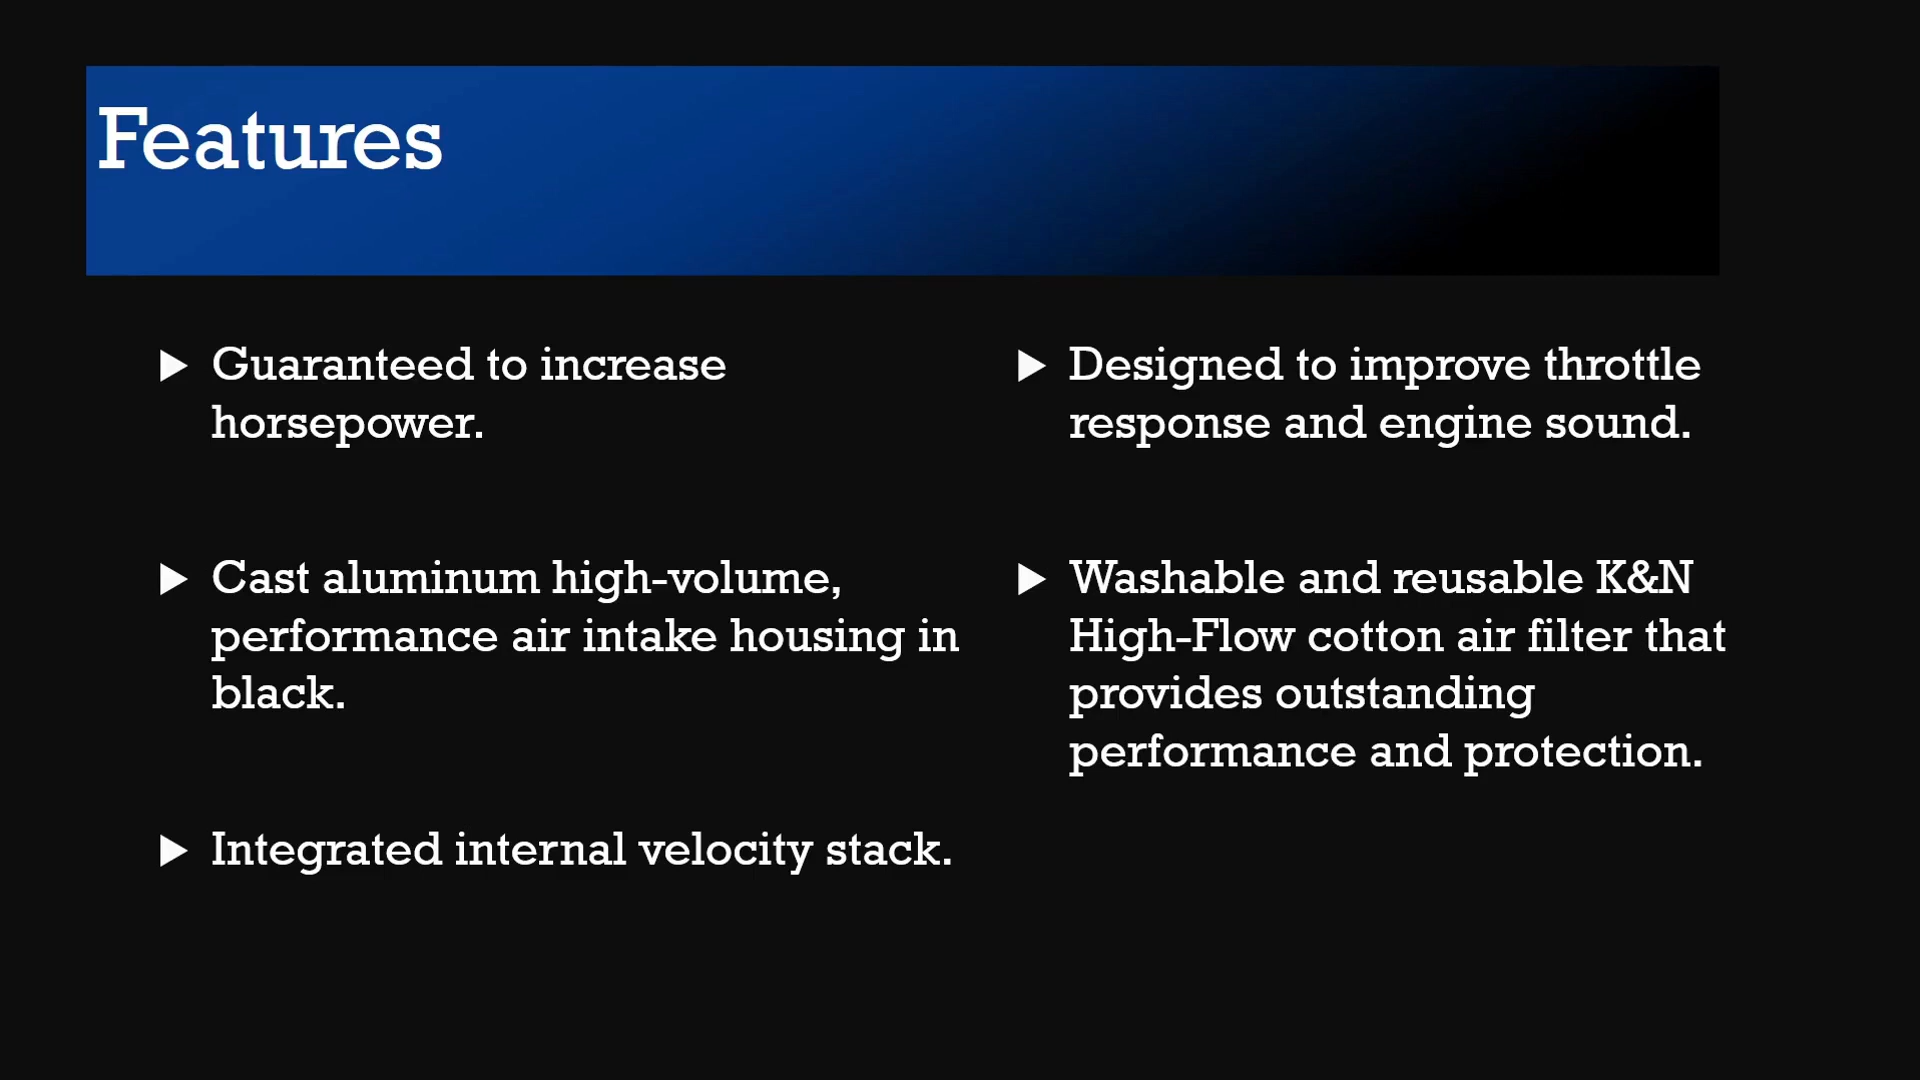 Features
Guaranteed to increase
horsepower.
Cast aluminum high-volume,
performance air intake housing in
black.
Integrated internal velocity stack.
Designed to improve throttle
response and engine sound.
Washable and reusable K&N
High-Flow cotton air filter that
provides outstanding
performance and protection.